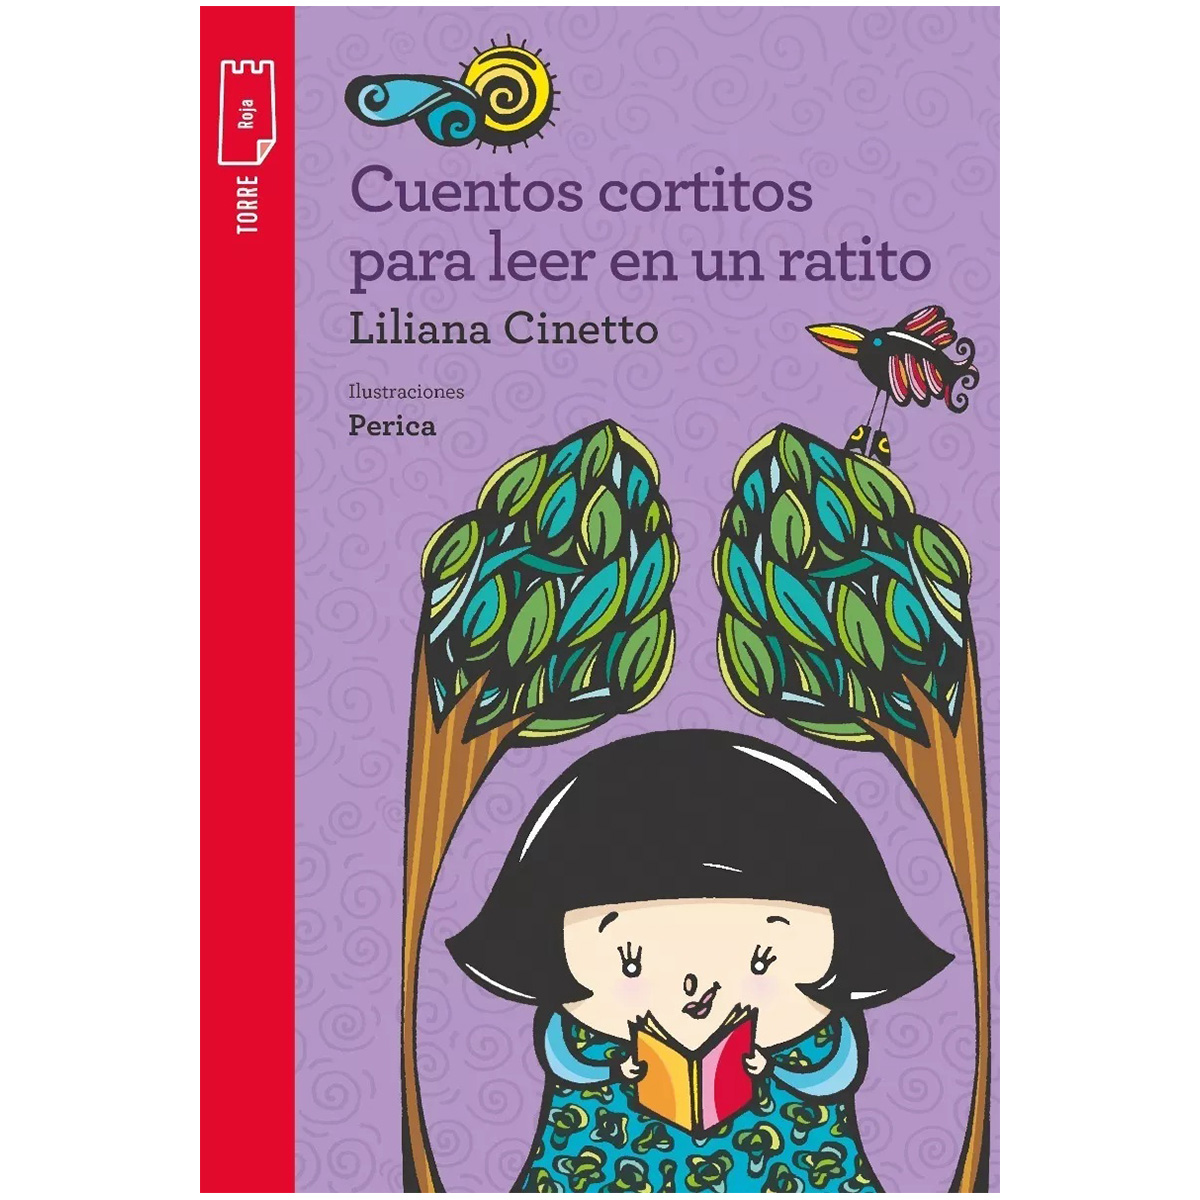 Roja
TORRE
Cuentos cortitos
para leer en un ratito
Liliana Cinetto
Ilustraciones
Perica